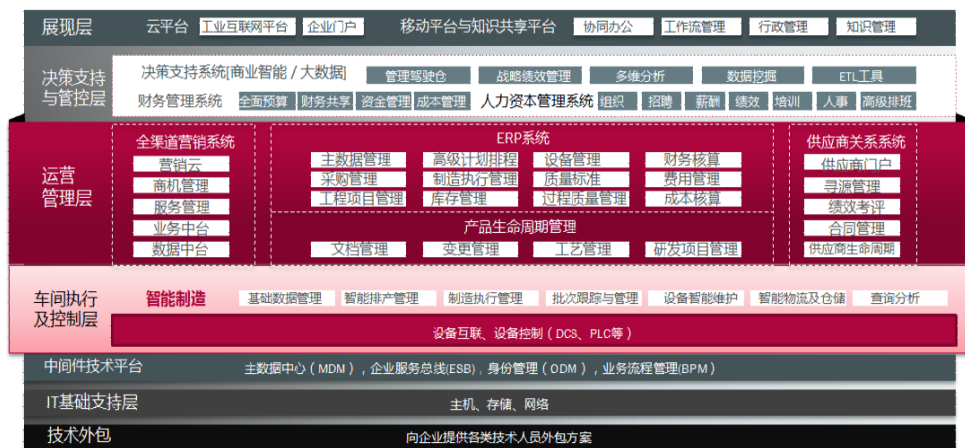 展现层 云平台 工业互联网平台 企业门户 移动平台与知识共享平台 协同办公 工作流管理 行政管理 知识管理
决策支持与管控层
决策支持系统[商业智能 / 大数据] 管理驾驶仓 战略绩效管理 多维分析 数据挖掘 ETL工具
财务管理系统 全面预算 财务共享 资金管理 成本管理 人力资本管理系统 组织 招聘 薪酬 绩效 培训 人事 高级排班
运营
管理层
全渠道营销系统
营销云
商机管理
服务管理
业务中台
数据中台
ERP系统
主数据管理 高级计划排程 设备管理 财务核算
采购管理 制造执行管理 质量标准 费用管理
工程项目管理 库存管理 过程质量管理 成本核算
产品生命周期管理
文档管理 变更管理 工艺管理 研发项目管理
供应商关系系统
供应商门户
寻源管理
绩效考评
合同管理
供应商生命周期
车间执行
及控制层
智能制造 基础数据管理 智能排产管理 制造执行管理 批次跟踪与管理 设备智能维护 智能物流及仓储 查询分析
设备互联、设备控制（DCS、PLC等）
中间件技术平台 主数据中心（MDM），企业服务总线(ESB)，身份管理（ODM），业务流程管理(BPM)
IT基础支持层 主机、存储、网络
技术外包 向企业提供各类技术人员外包方案